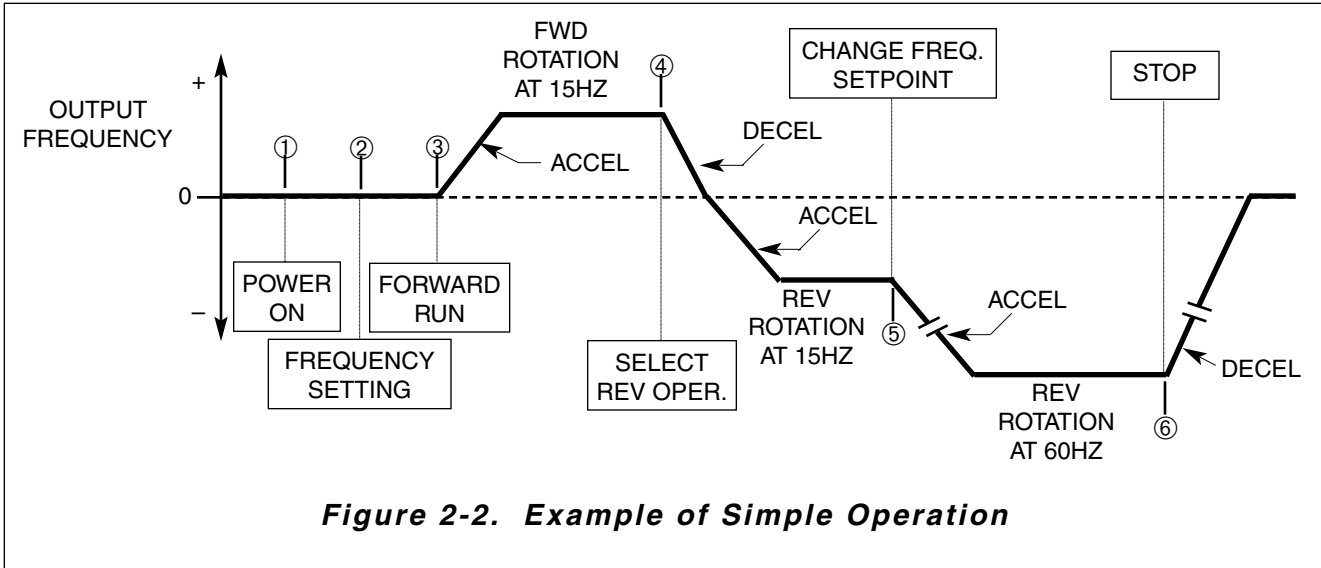 FWD
ROTATION
AT 15HZ
CHANGE FREQ.
SETPOINT
STOP
+
OUTPUT
FREQUENCY
①
②
③
④
DECEL
ACCEL
0
ACCEL
POWER
ON
FORWARD
RUN
–
REV
ROTATION
AT 15HZ
⑤
ACCEL
FREQUENCY
SETTING
SELECT
REV OPER.
DECEL
REV
ROTATION
AT 60HZ
⑥
Figure 2-2. Example of Simple Operation